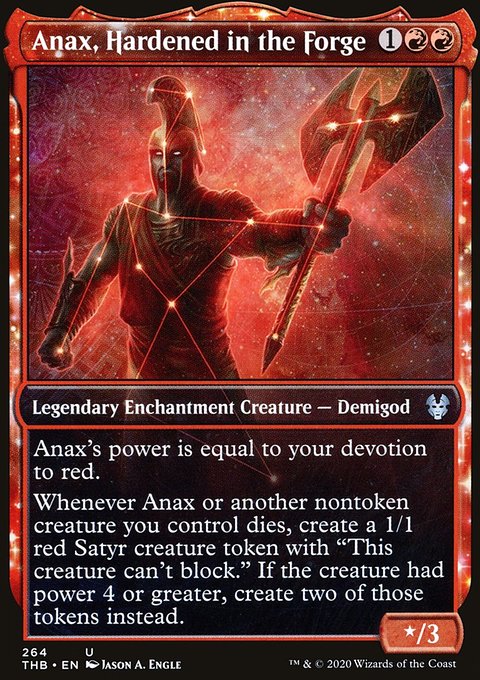 Anax, Hardened in the Forge 1
Legendary Enchantment Creature — Demigod
Anax's power is equal to your devotion
to red.
Whenever Anax or another nontoken
creature you control dies, create a 1/1
red Satyr creature token with “This
creature can't block.” If the creature had
power 4 or greater, create two of those
tokens instead.
★/3
264 U
THB • EN Jason A. Engle
™ & © 2020 Wizards of the Coast